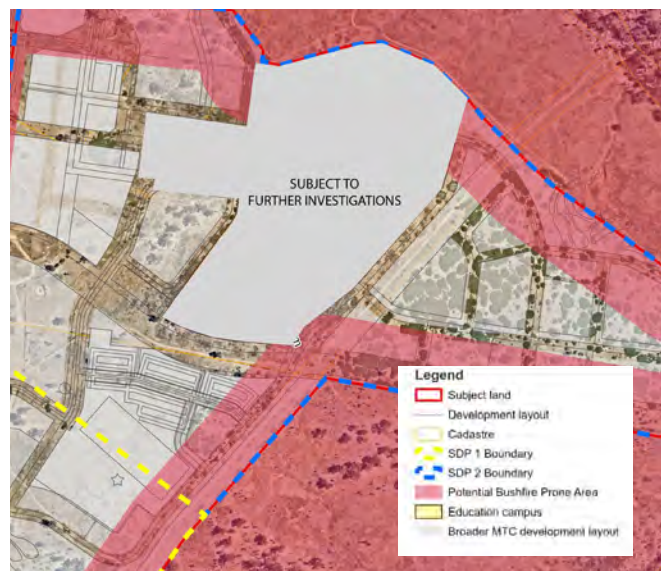 SUBJECT TO
FURTHER INVESTIGATIONS
Legend
Subject land
Development layout
Cadastre
SDP 1 Boundary
SDP 2 Boundary
Potential Bushfire Prone Area
Education campus
Broader MTC development layout